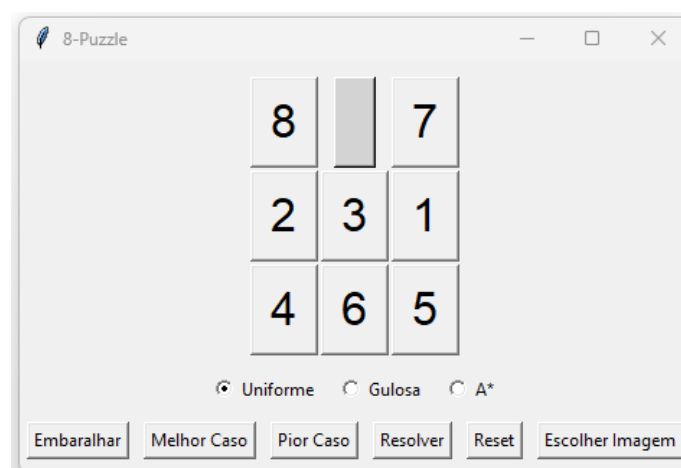 8-Puzzle
8 7
2 3 1
4 6 5
Uniforme Gulosa A*
Embaralhar Melhor Caso Pior Caso Resolver Reset Escolher Imagem